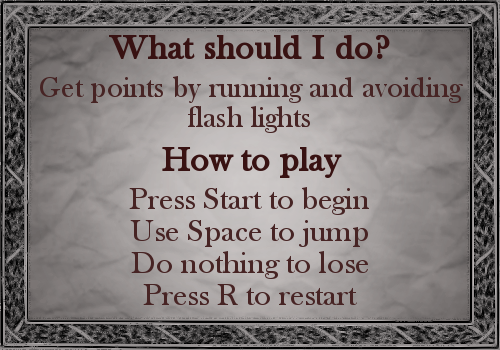 What should I do?
Get points by running and avoiding
flash lights
How to play
Press Start to begin
Use Space to jump
Do nothing to lose
Press R to restart